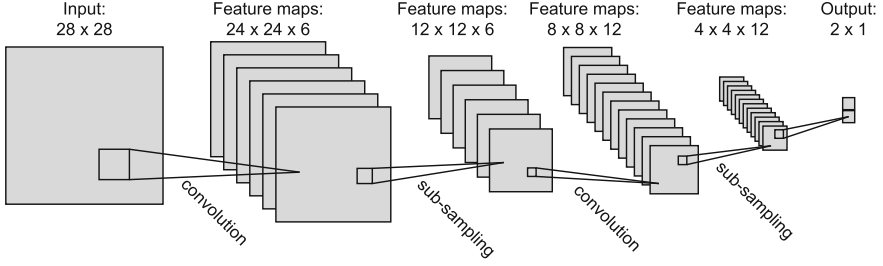 Input:
28 x 28
Feature maps:
24 x 24 x 6
Feature maps:
12 x 12 x 6
Feature maps:
8 x 8 x 12
Feature maps:
4 x 4 x 12
Output:
2 x 1
convolution
sub-sampling
convolution
sub-sampling